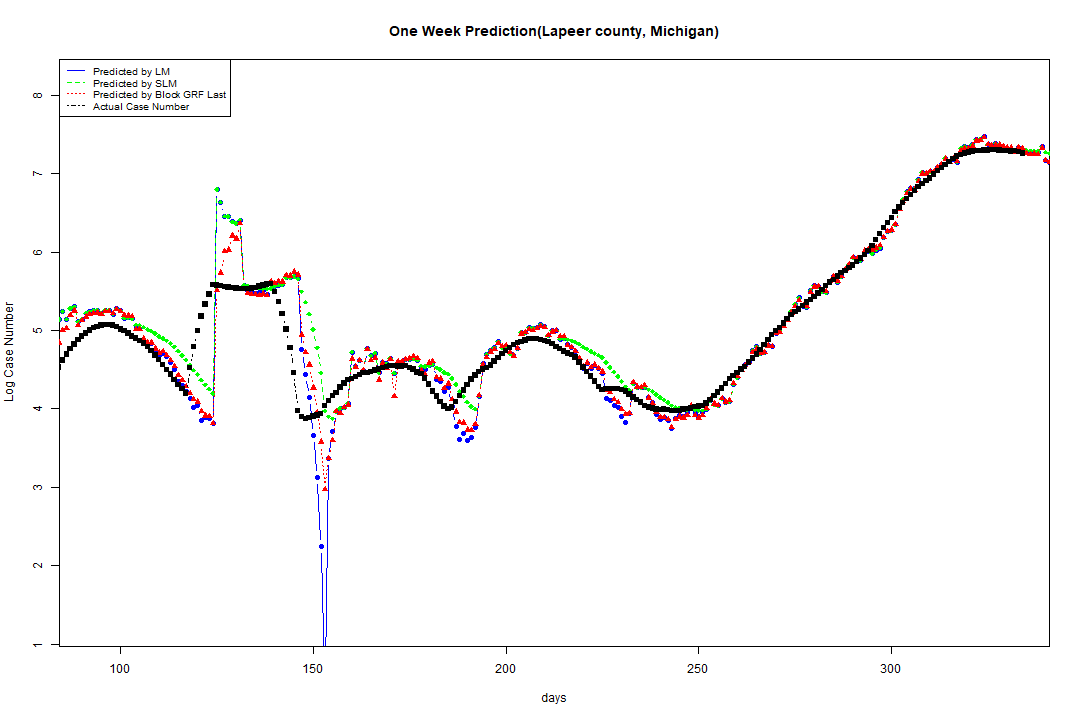 One Week Prediction(Lapeer county, Michigan)
Predicted by LM
Predicted by SLM
Predicted by Block GRF Last
Actual Case Number
8
7
6
5
4
3
2
1
Log Case Number
100 150 200 250 300
days